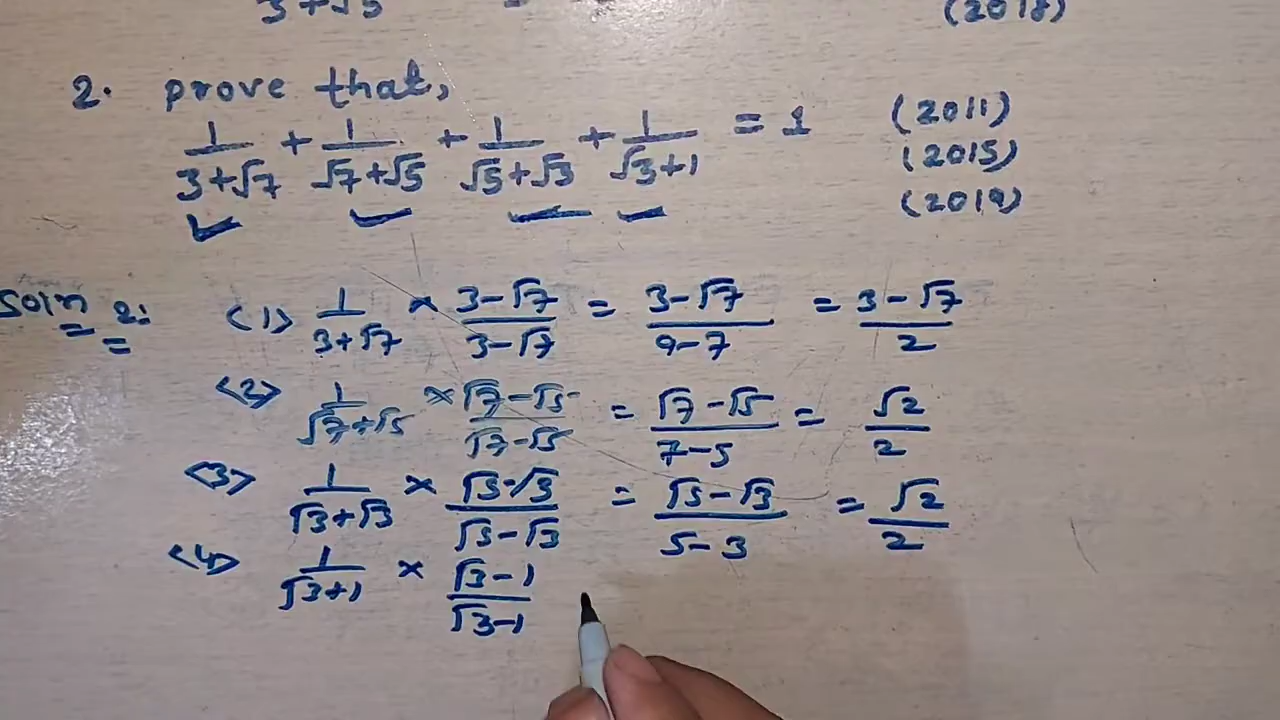 3+√5 = (2018)
2. prove that,
1/(3+√7) + 1/(√7+√5) + 1/(√5+√3) + 1/(√3+1) = 1 (2011)
(2015)
(2019)
Soln 2:
<1> 1/(3+√7) × (3-√7)/(3-√7) = (3-√7)/(9-7) = (3-√7)/2
<2> 1/(√7+√5) × (√7-√5)/(√7-√5) = (√7-√5)/(7-5) = √2/2
<3> 1/(√5+√3) × (√5-√3)/(√5-√3) = (√5-√3)/(5-3) = √2/2
<4> 1/(√3+1) × (√3-1)/(√3-1)